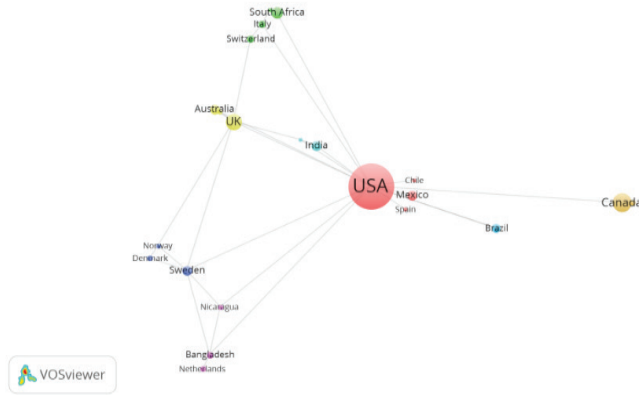 South Africa
Italy
Switzerland
Australia
UK
India
USA
Chile
Mexico
Spain
Canada
Brazil
Norway
Denmark
Sweden
Nicaragua
Bangladesh
Netherlands
VOSviewer